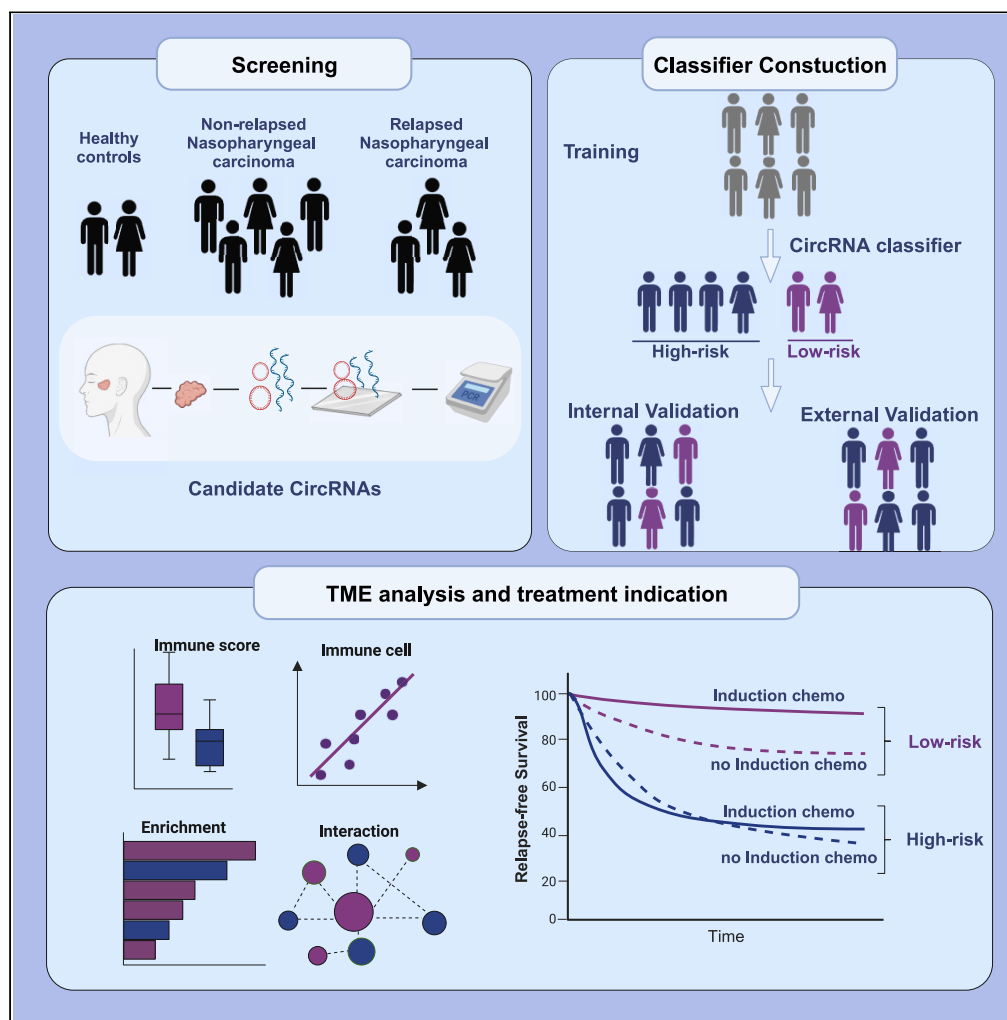 Screening
Healthy
controls
Non-relapsed
Nasopharyngeal
carcinoma
Relapsed
Nasopharyngeal
carcinoma
PCR
Candidate CircRNAs
Classifier Constuction
Training
CircRNA classifier
High-risk
Low-risk
Internal Validation
External Validation
TME analysis and treatment indication
Immune score
Immune cell
Enrichment
Interaction
Relapse-free Survival
100
80
60
40
20
0
Time
Induction chemo
no Induction chemo
Low-risk
Induction chemo
no Induction chemo
High-risk